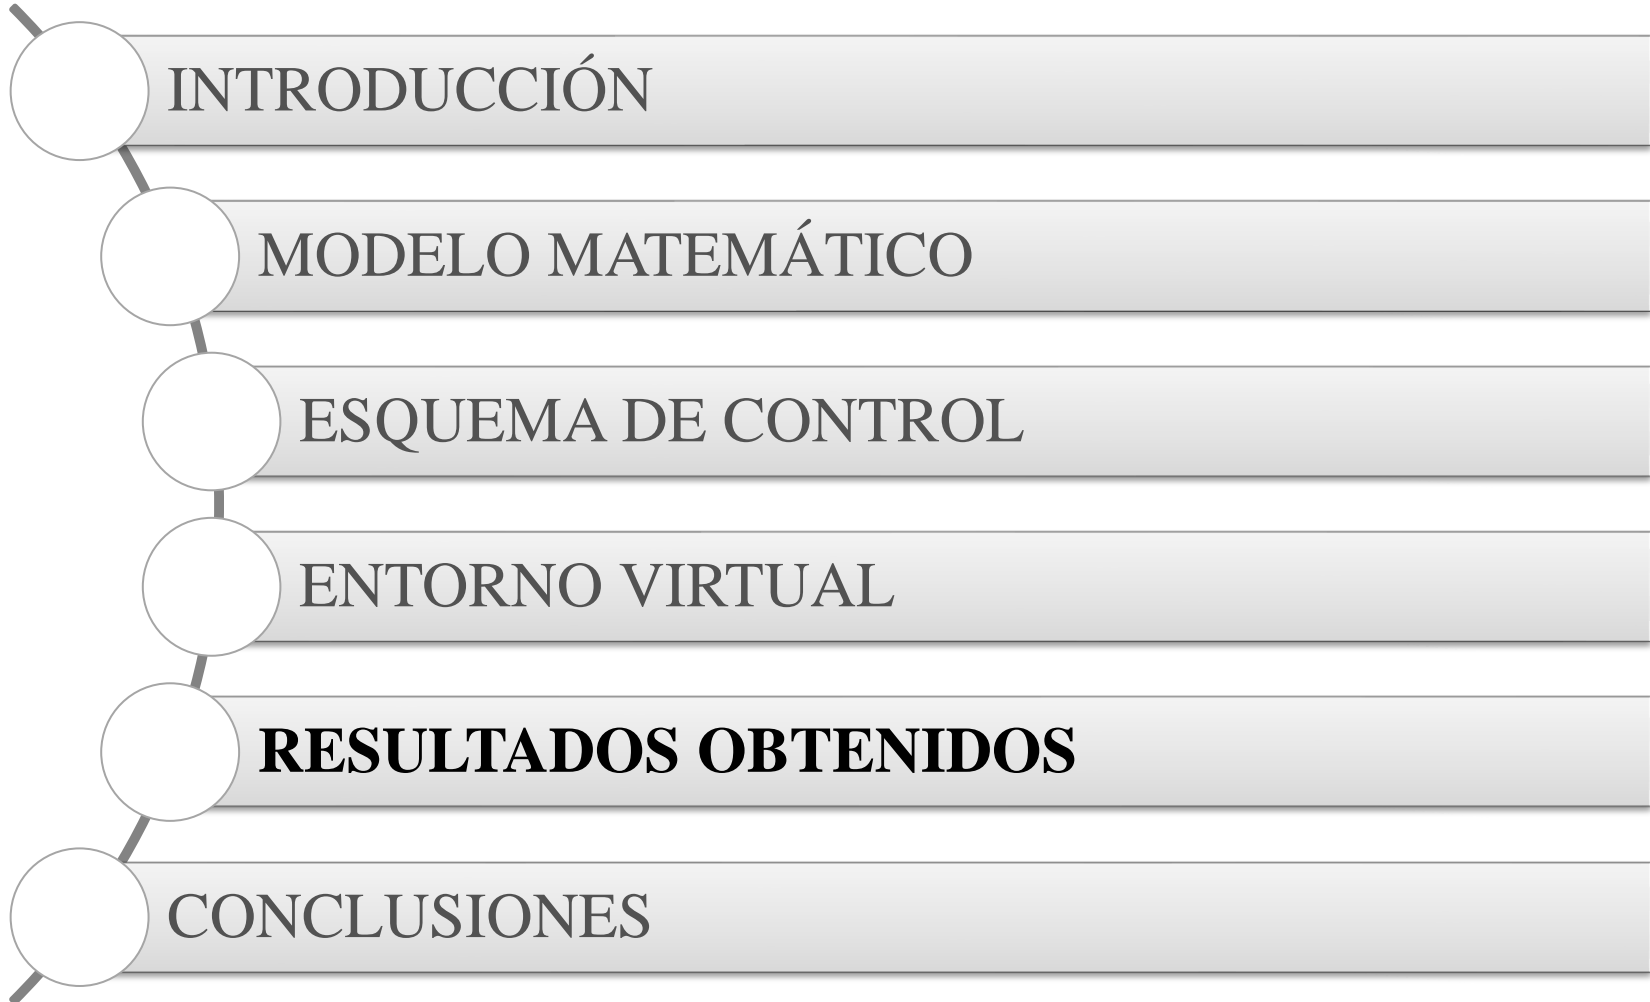 INTRODUCCIÓN
MODELO MATEMÁTICO
ESQUEMA DE CONTROL
ENTORNO VIRTUAL
RESULTADOS OBTENIDOS
CONCLUSIONES